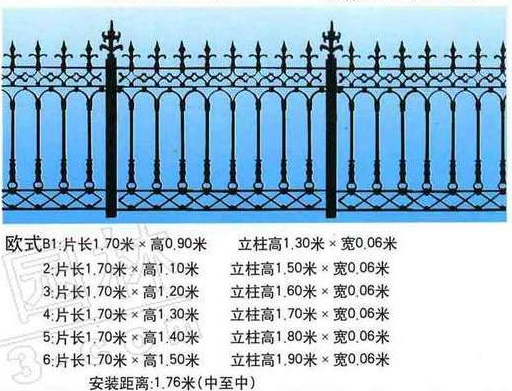 欧式B1:片长1.70米×高0.90米 立柱高1.30米×宽0.06米
2:片长1.70米×高1.10米 立柱高1.50米×宽0.06米
3:片长1.70米×高1.20米 立柱高1.60米×宽0.06米
4:片长1.70米×高1.30米 立柱高1.70米×宽0.06米
5:片长1.70米×高1.40米 立柱高1.80米×宽0.06米
6:片长1.70米×高1.50米 立柱高1.90米×宽0.06米
安装距离:1.76米(中至中)